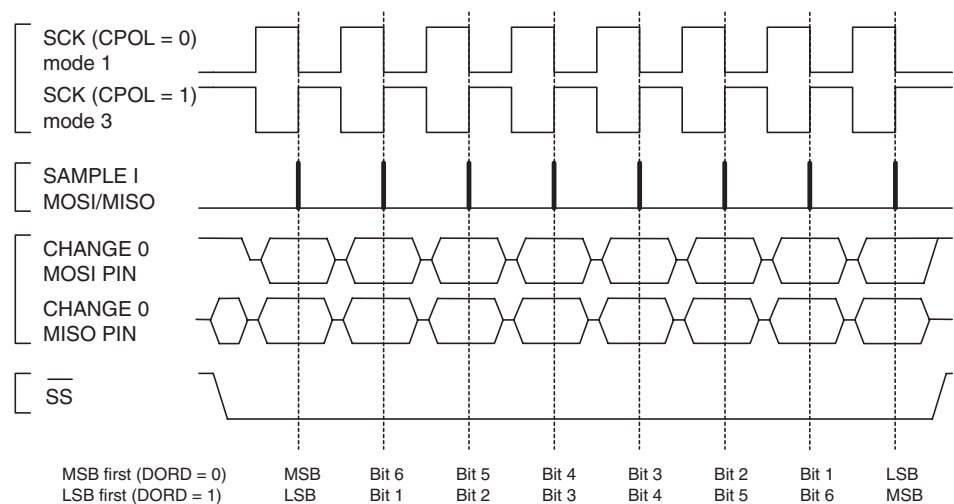 SCK (CPOL = 0)
mode 1
SCK (CPOL = 1)
mode 3
SAMPLE I
MOSI/MISO
CHANGE 0
MOSI PIN
CHANGE 0
MISO PIN
SS
MSB first (DORD = 0) MSB Bit 6 Bit 5 Bit 4 Bit 3 Bit 2 Bit 1 LSB
LSB first (DORD = 1) LSB Bit 1 Bit 2 Bit 3 Bit 4 Bit 5 Bit 6 MSB